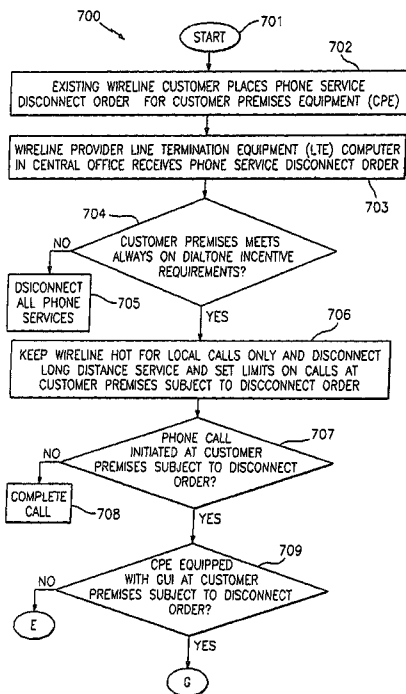 700
701
START
702
EXISTING WIRELINE CUSTOMER PLACES PHONE SERVICE
DISCONNECT ORDER FOR CUSTOMER PREMISES EQUIPMENT (CPE)
WIRELINE PROVIDER LINE TERMINATION EQUIPMENT (LTE) COMPUTER
IN CENTRAL OFFICE RECEIVES PHONE SERVICE DISCONNECT ORDER
703
704
CUSTOMER PREMISES MEETS
ALWAYS ON DIALTONE INCENTIVE
REQUIREMENTS?
NO
DSICONNECT
ALL PHONE
SERVICES
705
YES
706
KEEP WIRELINE HOT FOR LOCAL CALLS ONLY AND DISCONNECT
LONG DISTANCE SERVICE AND SET LIMITS ON CALLS AT
CUSTOMER PREMISES SUBJECT TO DISCCONNECT ORDER
707
PHONE CALL
INITIATED AT CUSTOMER
PREMISES SUBJECT TO DISCONNECT
ORDER?
NO
COMPLETE
CALL
708
YES
709
CPE EQUIPPED
WITH GUI AT CUSTOMER
PREMISES SUBJECT TO DISCONNECT
ORDER?
NO
E
YES
G